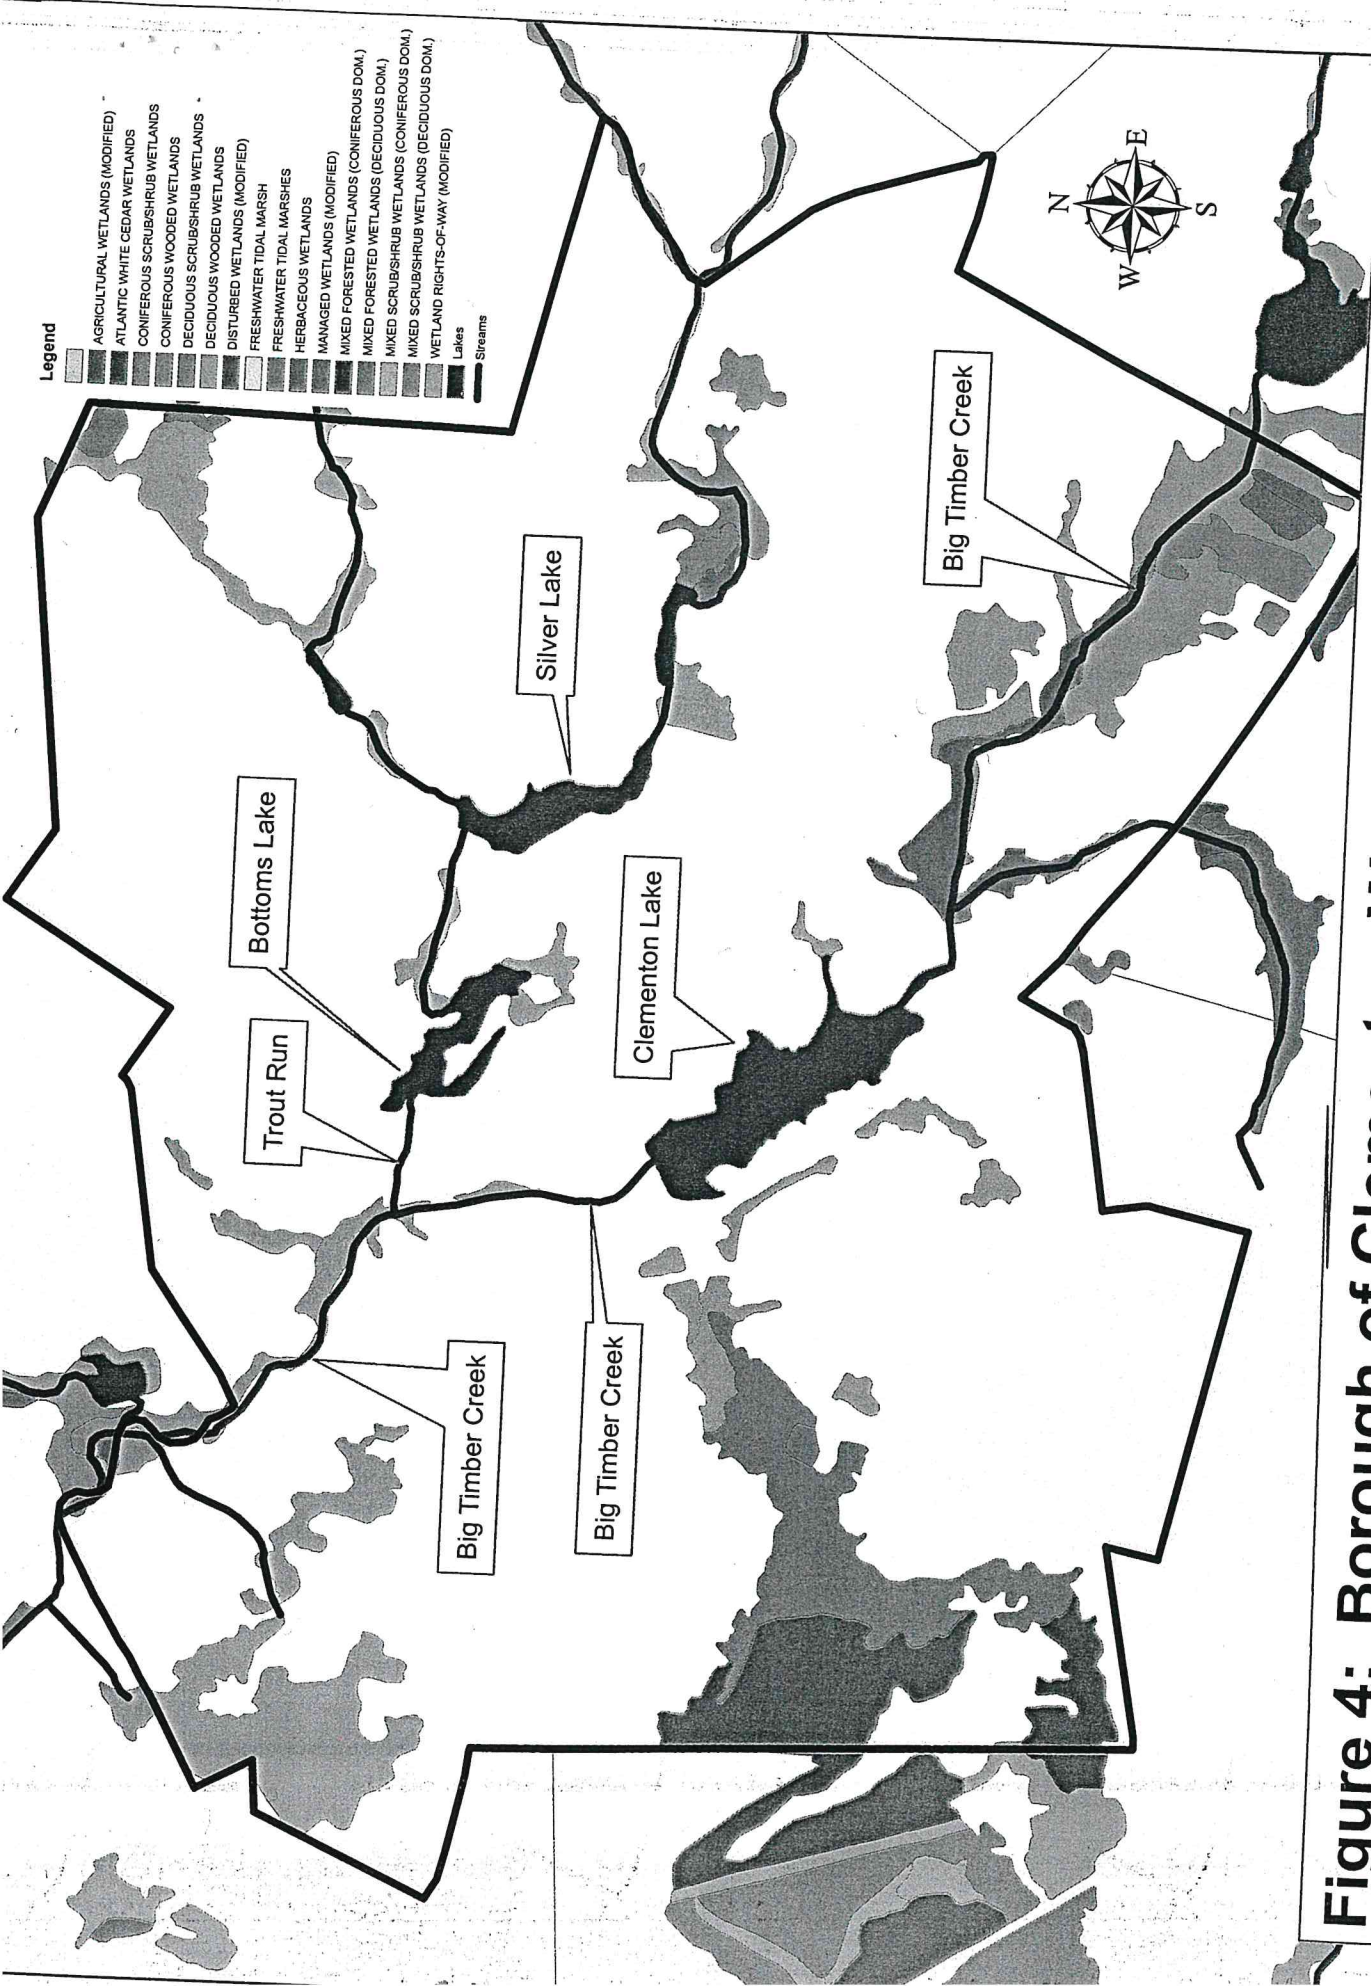 Legend
AGRICULTURAL WETLANDS (MODIFIED)
ATLANTIC WHITE CEDAR WETLANDS
CONIFEROUS SCRUB/SHRUB WETLANDS
CONIFEROUS WOODED WETLANDS
DECIDUOUS SCRUB/SHRUB WETLANDS
DECIDUOUS WOODED WETLANDS
DISTURBED WETLANDS (MODIFIED)
FRESHWATER TIDAL MARSH
FRESHWATER TIDAL MARSHES
HERBACEOUS WETLANDS
MANAGED WETLANDS (MODIFIED)
MIXED FORESTED WETLANDS (CONIFEROUS DOM.)
MIXED FORESTED WETLANDS (DECIDUOUS DOM.)
MIXED SCRUB/SHRUB WETLANDS (CONIFEROUS DOM.)
MIXED SCRUB/SHRUB WETLANDS (DECIDUOUS DOM.)
WETLAND RIGHTS-OF-WAY (MODIFIED)
Lakes
Streams
Bottoms Lake
Trout Run
Silver Lake
Big Timber Creek
Big Timber Creek
Clementon Lake
Big Timber Creek
N
W
E
S
Figure 4: Borough of